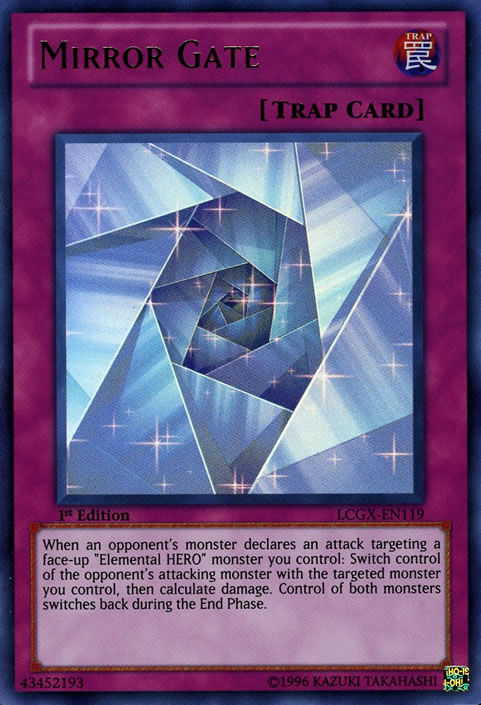 MIRROR GATE
TRAP
罠
[TRAP CARD]
1st Edition
LCGX-EN119
When an opponent's monster declares an attack targeting a
face-up "Elemental HERO" monster you control: Switch control
of the opponent's attacking monster with the targeted monster
you control, then calculate damage. Control of both monsters
switches back during the End Phase.
43452193
©1996 KAZUKI TAKAHASHI